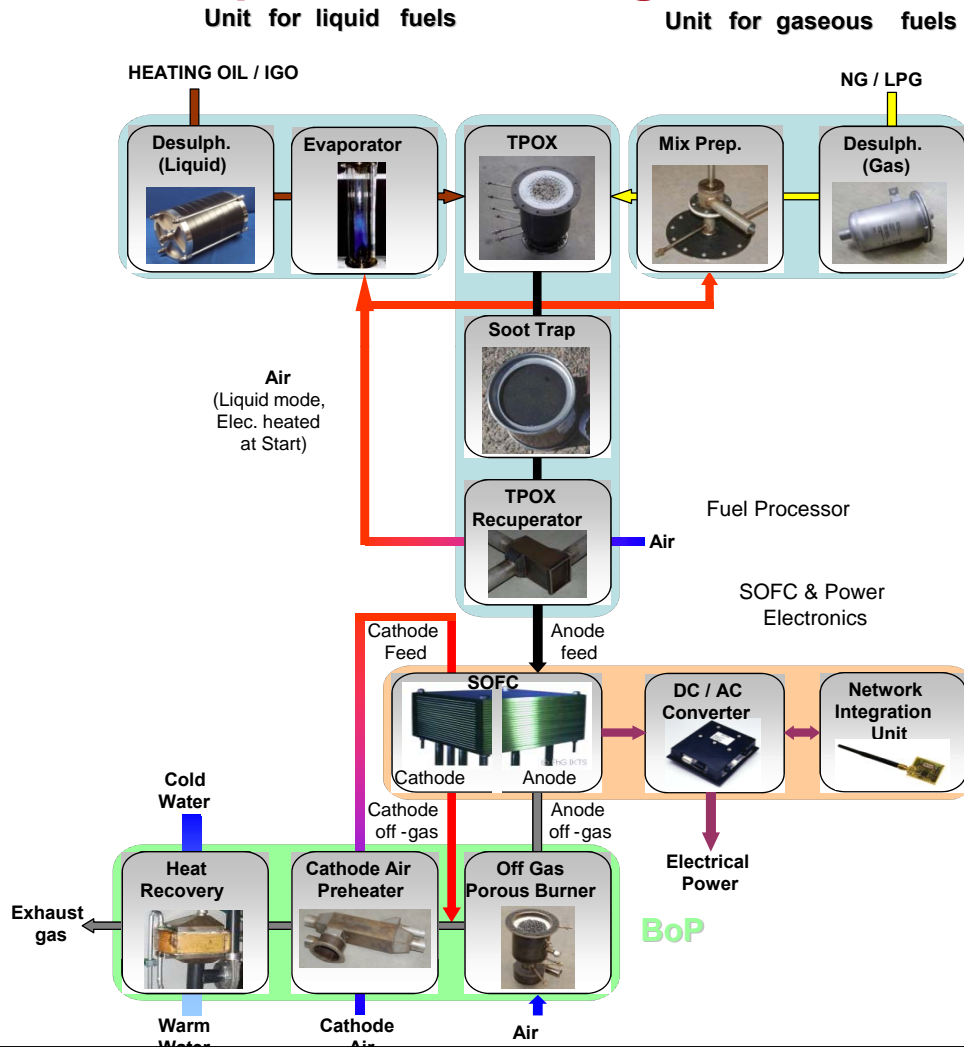 Unit for liquid fuels
Unit for gaseous fuels
HEATING OIL / IGO
NG / LPG
Desulph.
(Liquid)
Evaporator
TPOX
Mix Prep.
Desulph.
(Gas)
Soot Trap
Air
(Liquid mode,
Elec. heated
at Start)
TPOX
Recuperator
Air
Fuel Processor
SOFC & Power
Electronics
Cathode
Feed
Anode
feed
SOFC
Cathode
Anode
DC / AC
Converter
Network
Integration
Unit
Cold
Water
Cathode
off-gas
Anode
off-gas
Electrical
Power
Heat
Recovery
Cathode Air
Preheater
Off Gas
Porous Burner
Exhaust
gas
BoP
Warm
Water
Cathode
Air
Air